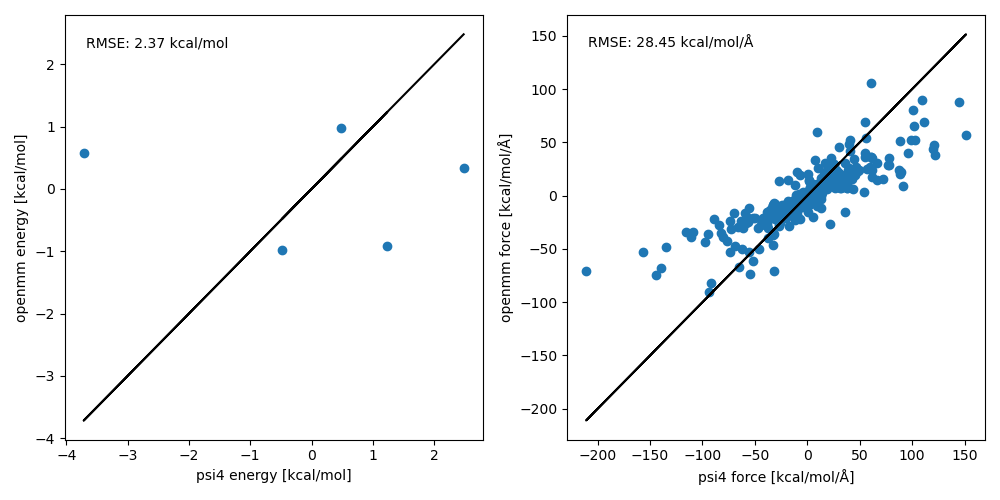 RMSE: 2.37 kcal/mol
openmm energy [kcal/mol]
2
1
0
−1
−2
−3
−4
−4 −3 −2 −1 0 1 2
psi4 energy [kcal/mol]
RMSE: 28.45 kcal/mol/Å
openmm force [kcal/mol/Å]
150
100
50
0
−50
−100
−150
−200
−200 −150 −100 −50 0 50 100 150
psi4 force [kcal/mol/Å]